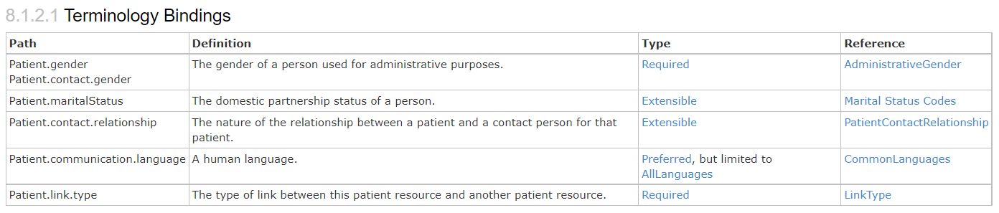 8.1.2.1 Terminology Bindings
Path Definition Type Reference
Patient.gender The gender of a person used for administrative purposes. Required AdministrativeGender
Patient.contact.gender
Patient.maritalStatus The domestic partnership status of a person. Extensible Marital Status Codes
Patient.contact.relationship The nature of the relationship between a patient and a contact person for that Extensible PatientContactRelationship
patient.
Patient.communication.language A human language. Preferred, but limited to CommonLanguages
AllLanguages
Patient.link.type The type of link between this patient resource and another patient resource. Required LinkType